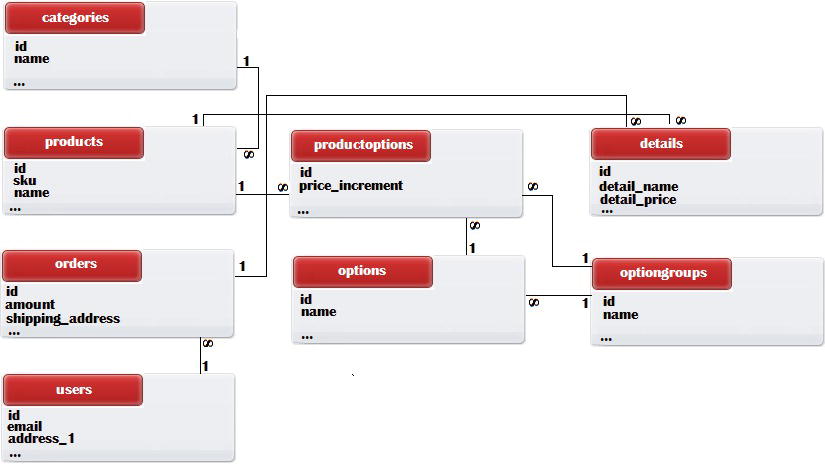 categories
id
name
...
1
∞
products
id
sku
name
...
1
1
∞
productoptions
id
price_increment
...
∞
∞
1
details
id
detail_name
detail_price
...
∞
∞
orders
id
amount
shipping_address
...
1
∞
1
options
id
name
...
∞
1
1
optiongroups
id
name
...
users
id
email
address_1
...